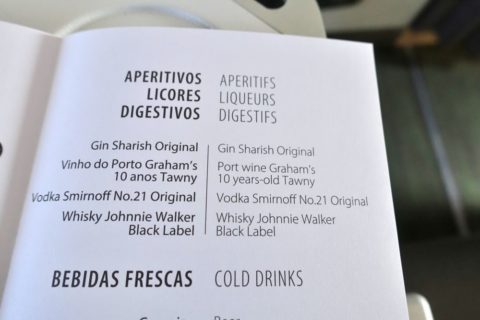 APERITIVOS APERITIFS
LICORES LIQUEURS
DIGESTIVOS DIGESTIFS
Gin Sharish Original Gin Sharish Original
Vinho do Porto Graham's Port wine Graham's
10 anos Tawny 10 years-old Tawny
Vodka Smirnoff No.21 Original Vodka Smirnoff No.21 Original
Whisky Johnnie Walker Whisky Johnnie Walker
Black Label Black Label
BEBIDAS FRESCAS COLD DRINKS